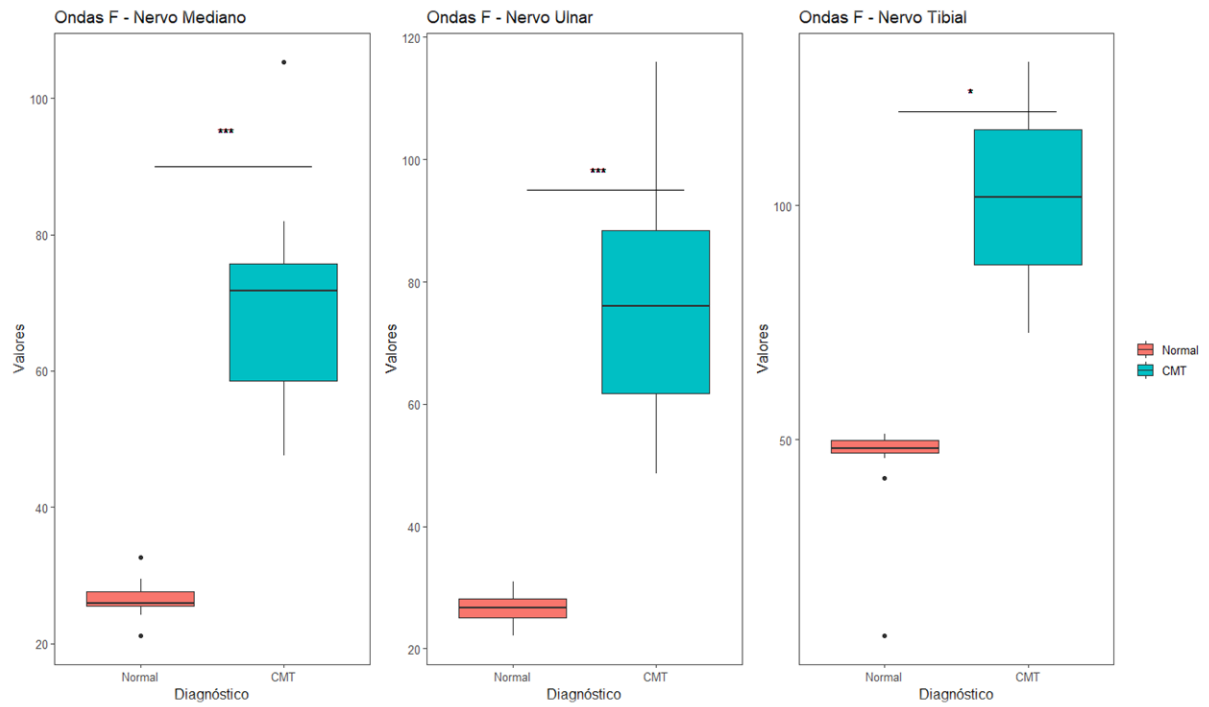 Ondas F - Nervo Mediano
100
80
60
40
20
Valores
***
Normal
CMT
Diagnóstico
Ondas F - Nervo Ulnar
120
100
80
60
40
20
Valores
***
Normal
CMT
Diagnóstico
Ondas F - Nervo Tibial
100
50
Valores
*
Normal
CMT
Diagnóstico
Normal
CMT